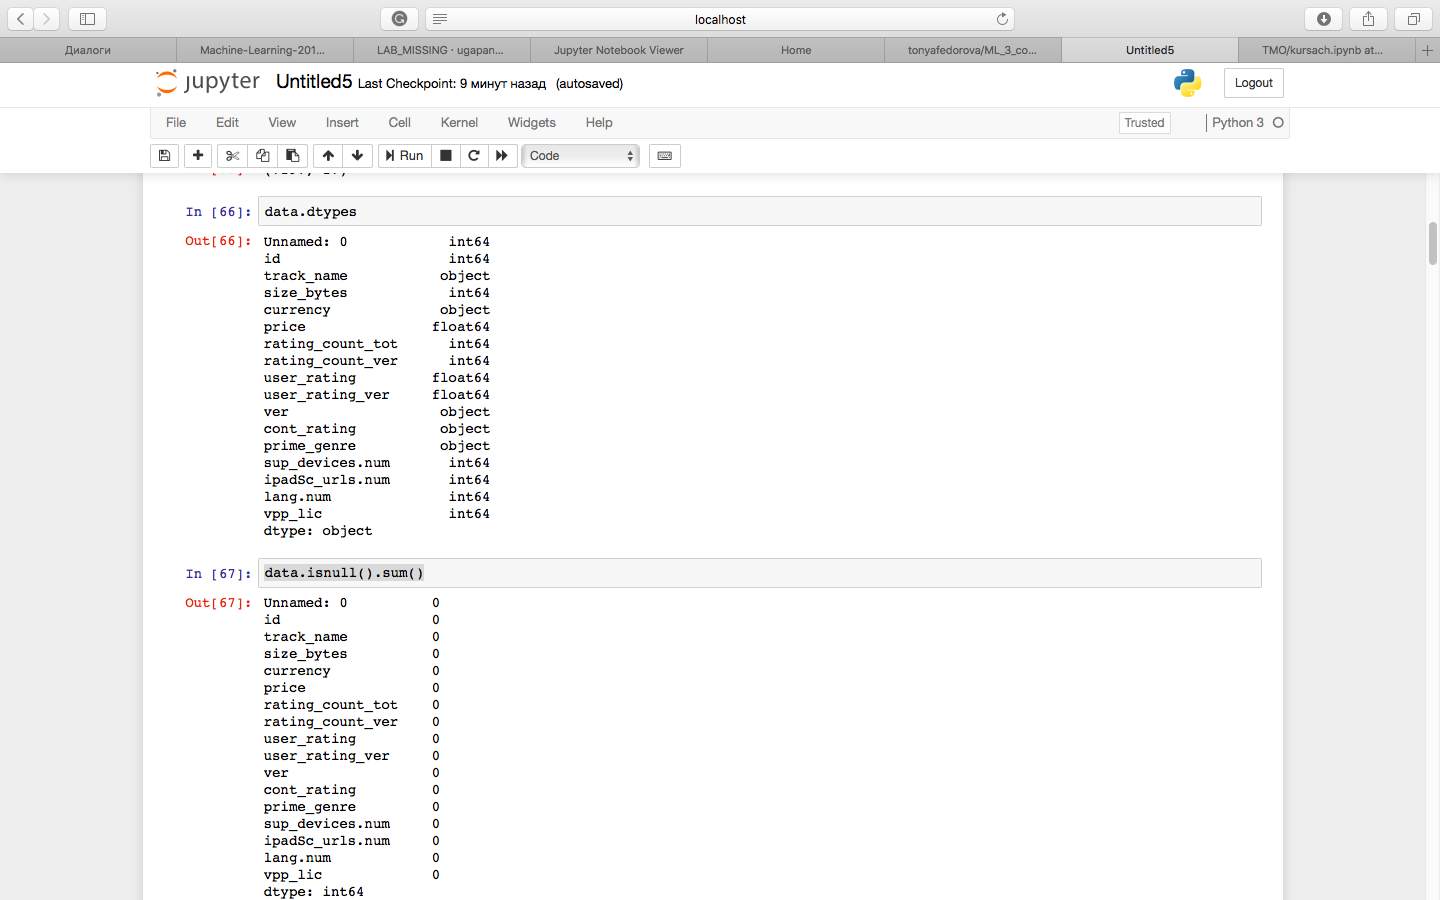 localhost
Диалоги
Machine-Learning-201...
LAB_MISSING · ugapan...
Jupyter Notebook Viewer
Home
tonyafedorova/ML_3_co...
Untitled5
TMO/kursach.ipynb at...
jupyter Untitled5 Last Checkpoint: 9 минут назад (autosaved)
Logout
File Edit View Insert Cell Kernel Widgets Help
Trusted
Python 3
Run
Code
In [66]: data.dtypes
Out[66]: Unnamed: 0 int64
id int64
track_name object
size_bytes int64
currency object
price float64
rating_count_tot int64
rating_count_ver int64
user_rating float64
user_rating_ver float64
ver object
cont_rating object
prime_genre object
sup_devices.num int64
ipadSc_urls.num int64
lang.num int64
vpp_lic int64
dtype: object
In [67]: data.isnull().sum()
Out[67]: Unnamed: 0 0
id 0
track_name 0
size_bytes 0
currency 0
price 0
rating_count_tot 0
rating_count_ver 0
user_rating 0
user_rating_ver 0
ver 0
cont_rating 0
prime_genre 0
sup_devices.num 0
ipadSc_urls.num 0
lang.num 0
vpp_lic 0
dtype: int64